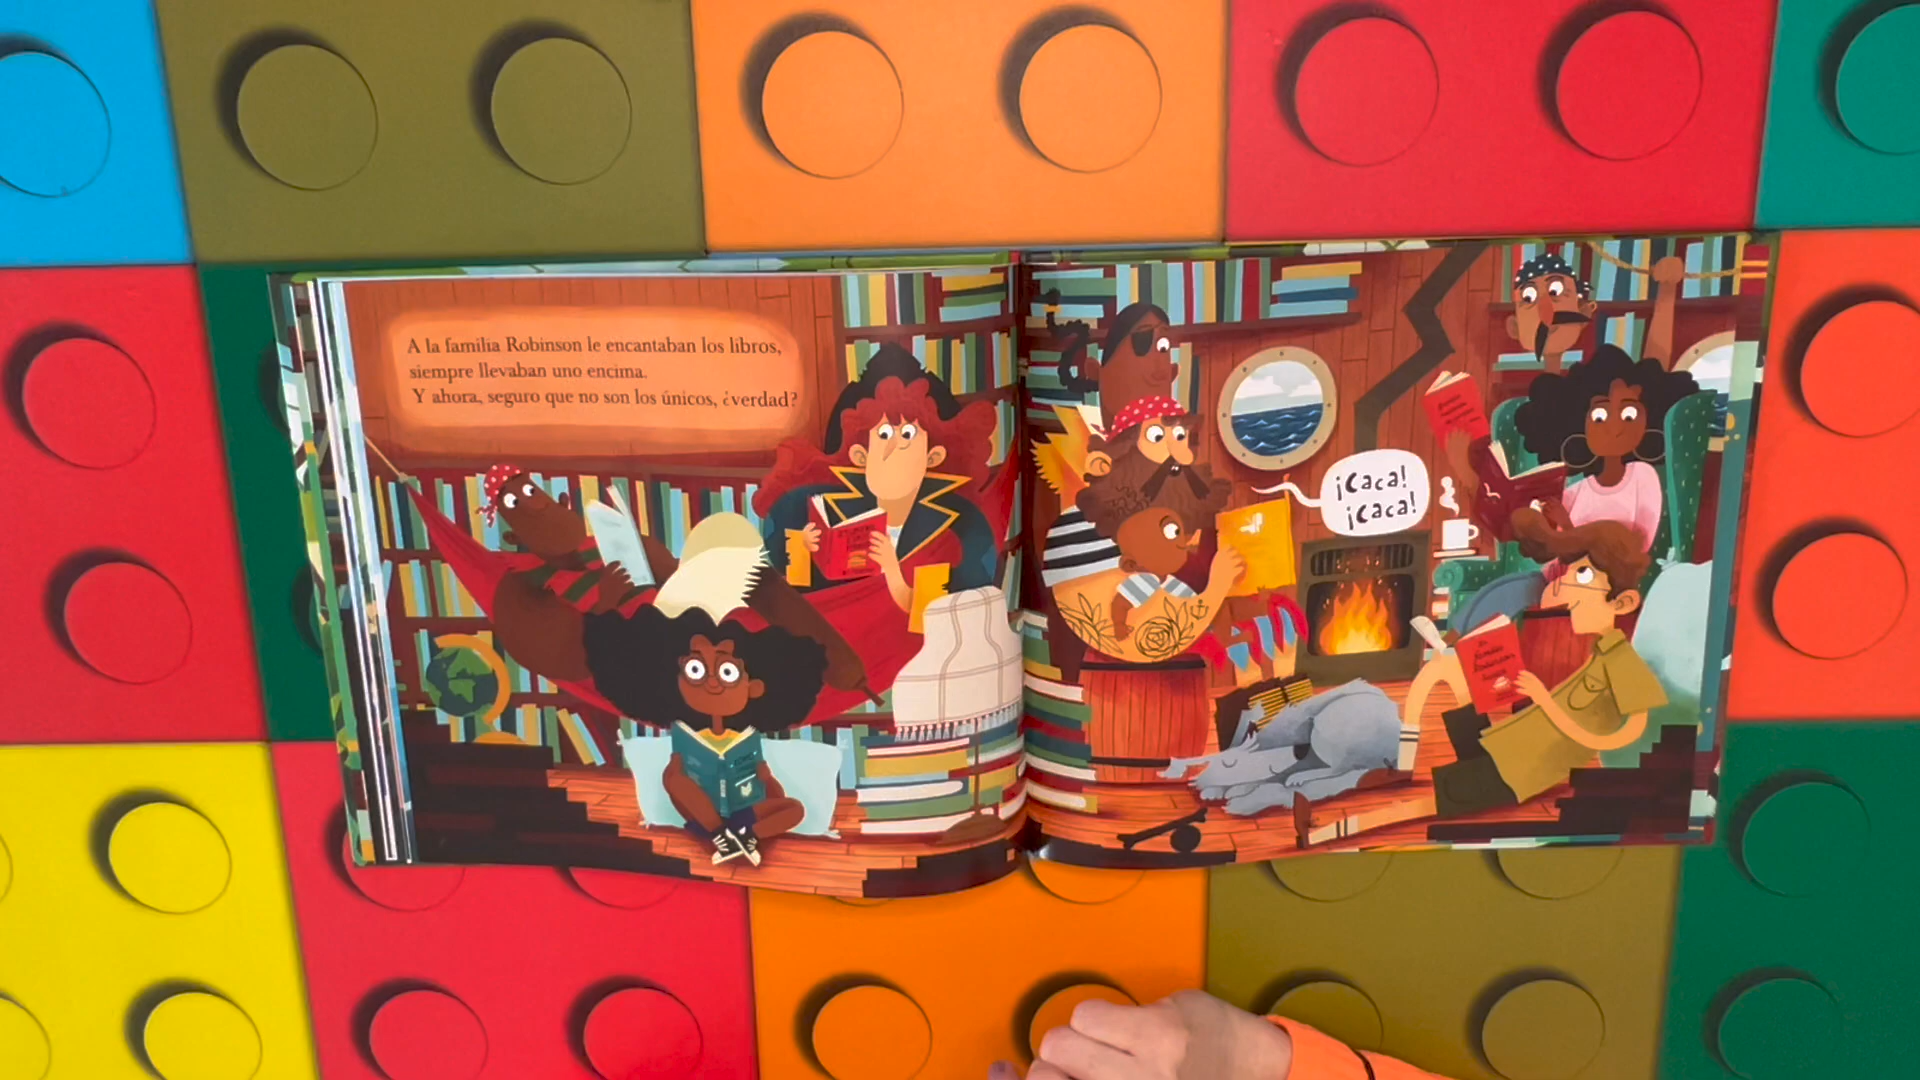 A la familia Robinson le encantaban los libros,
siempre llevaban uno encima.
Y ahora, seguro que no son los únicos, ¿verdad?
¡Caca!
¡Caca!